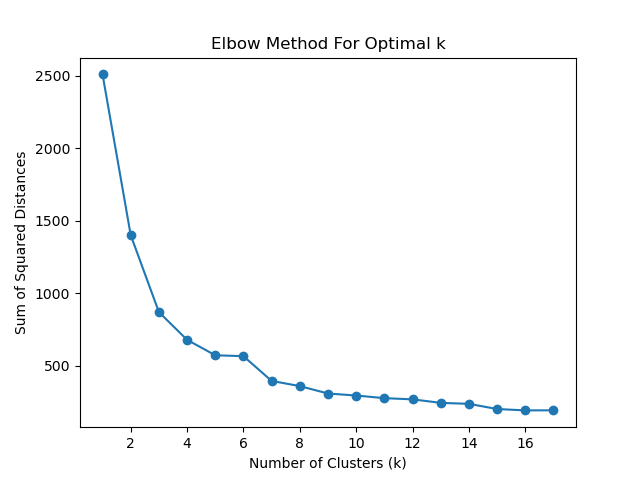 Elbow Method For Optimal k
2500
2000
1500
1000
500
Sum of Squared Distances
2 4 6 8 10 12 14 16
Number of Clusters (k)